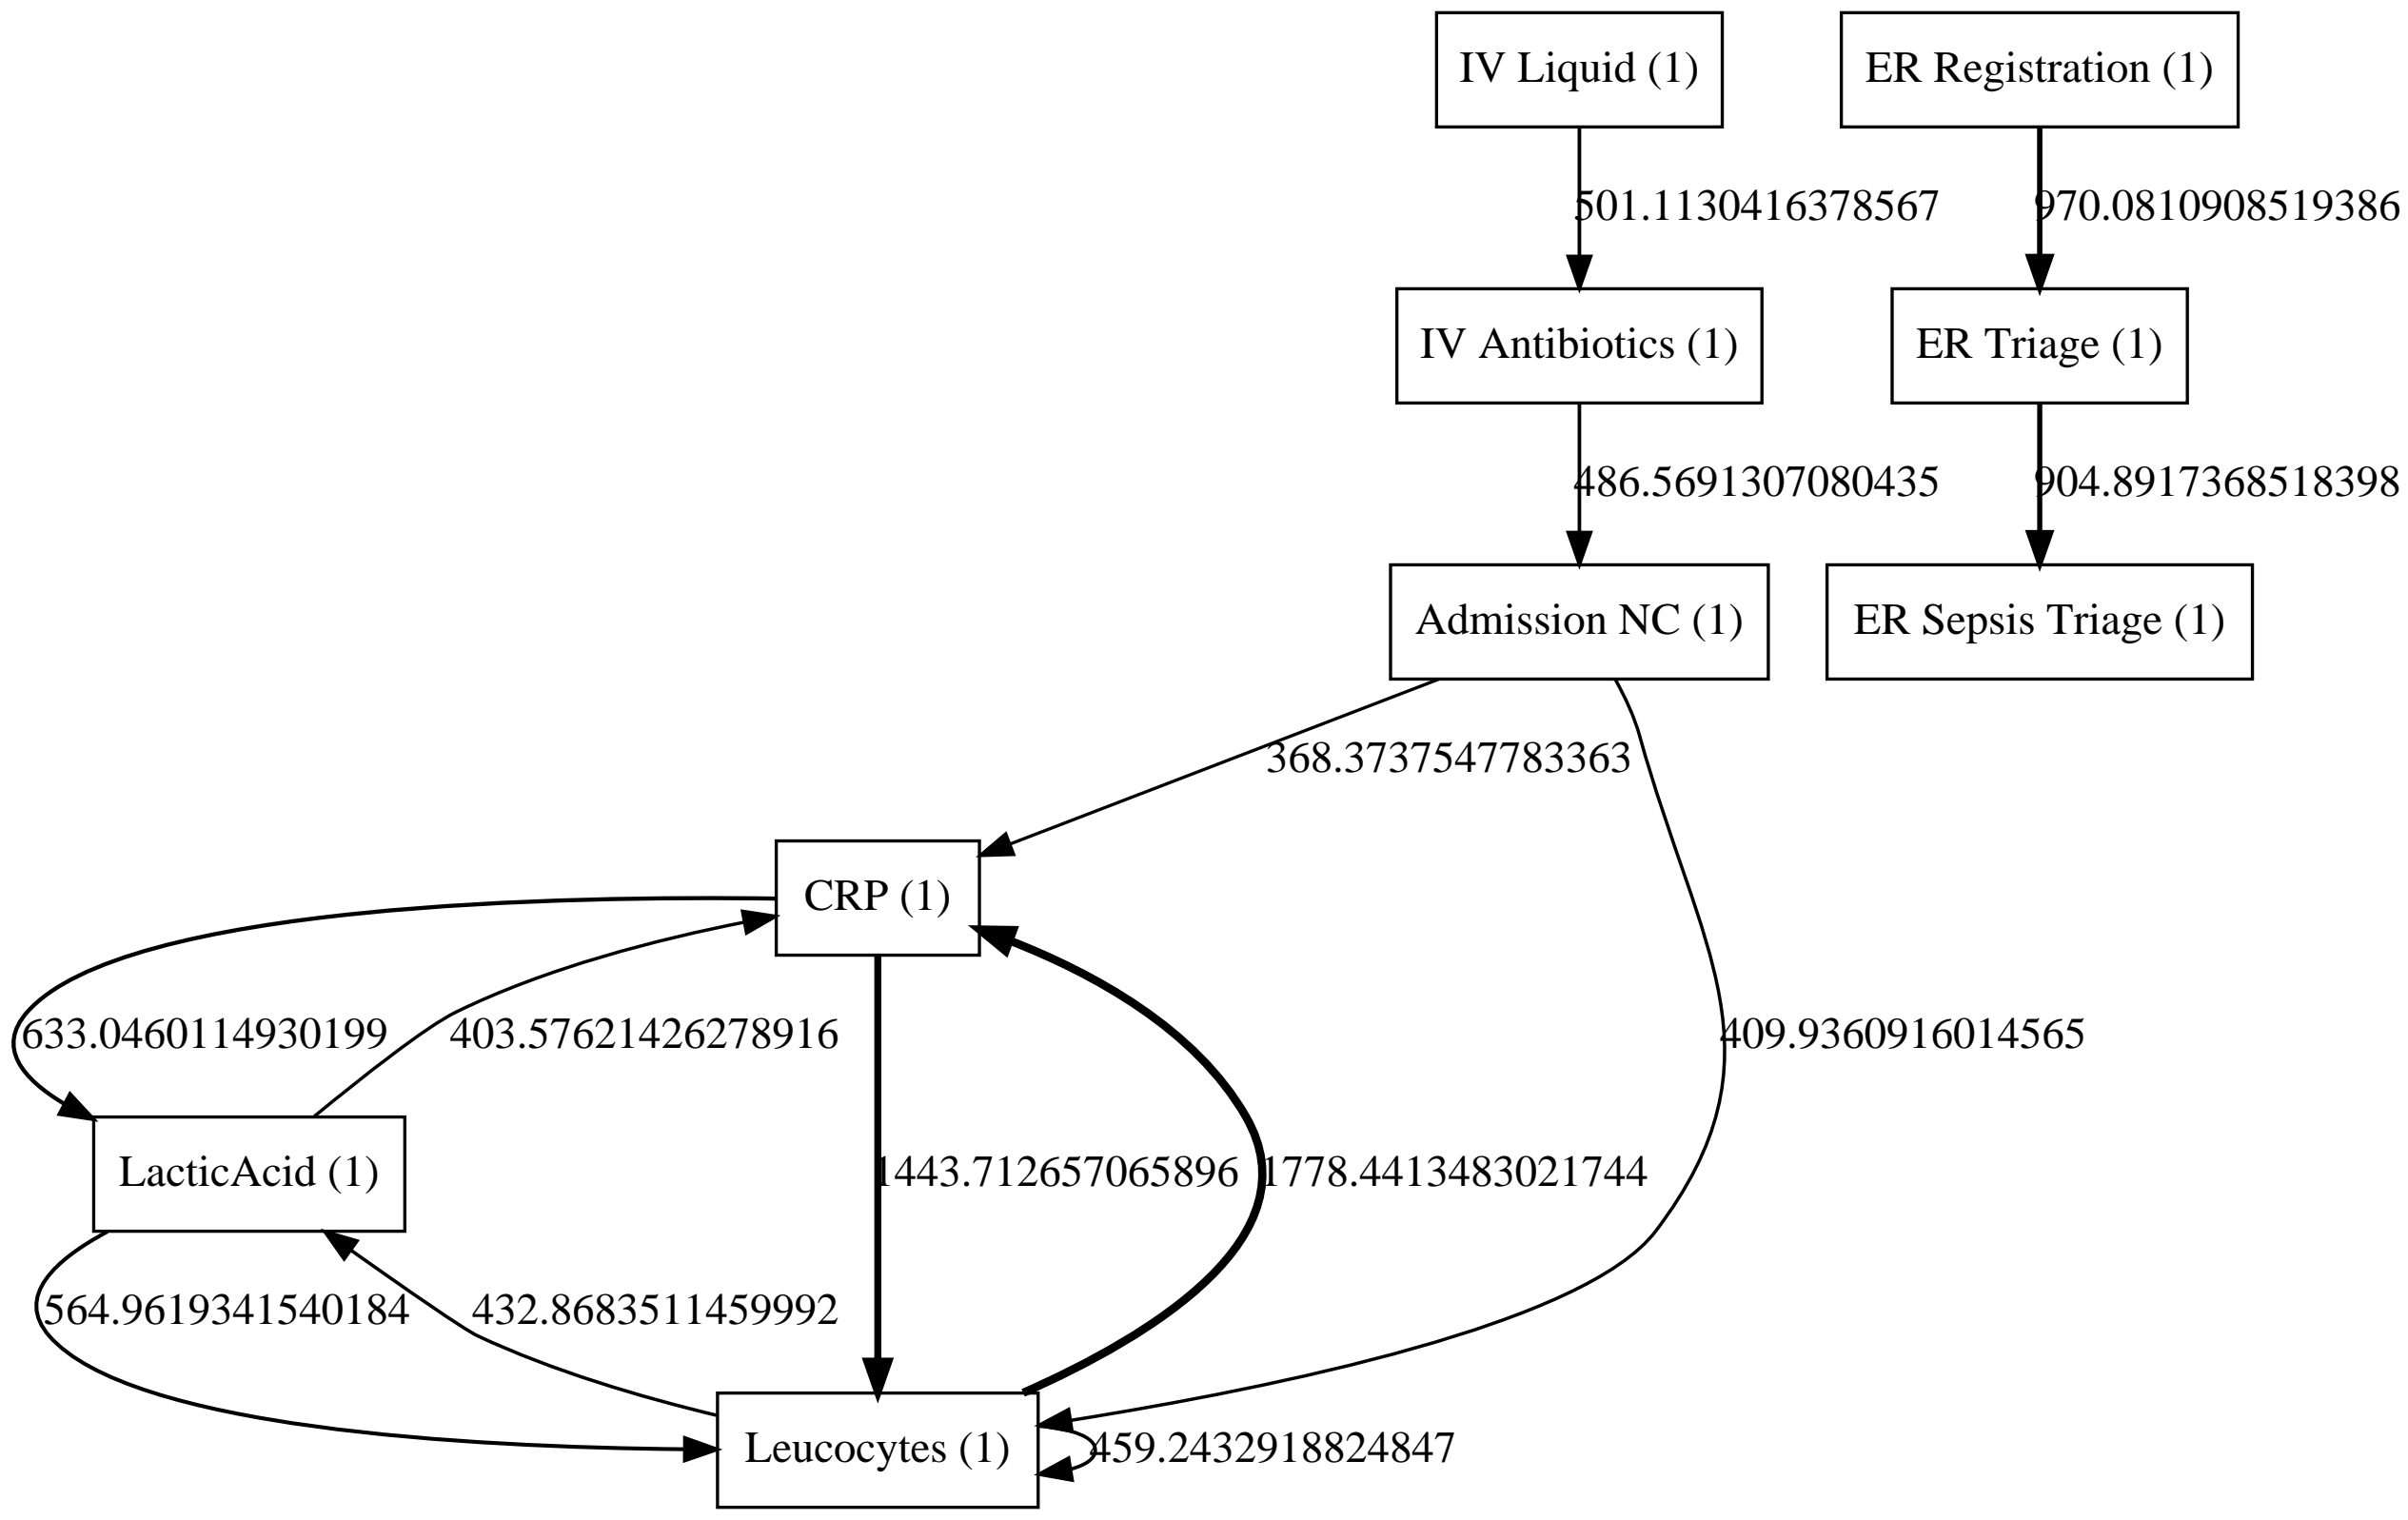 IV Liquid (1)
ER Registration (1)
501.1130416378567
970.0810908519386
IV Antibiotics (1)
ER Triage (1)
486.5691307080435
904.8917368518398
Admission NC (1)
ER Sepsis Triage (1)
368.3737547783363
CRP (1)
633.0460114930199
403.57621426278916
409.9360916014565
LacticAcid (1)
1443.712657065896
1778.4413483021744
564.9619341540184
432.8683511459992
Leucocytes (1)
459.2432918824847